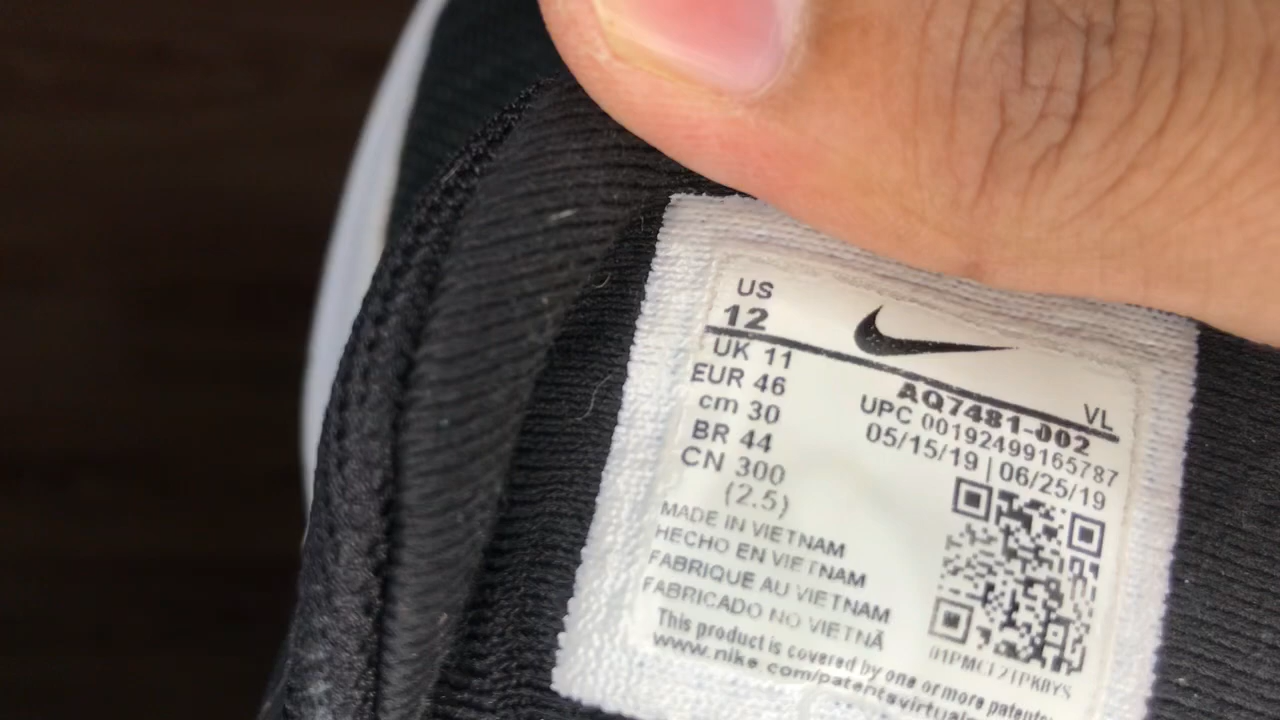 US
12
VL
UK 11
EUR 46
cm 30
BR 44
CN 300
(2.5)
AQ7481-002
UPC 00192499165787
05/15/19 | 06/25/19
MADE IN VIETNAM
HECHO EN VIETNAM
FABRIQUE AU VIETNAM
FABRICADO NO VIETNÃ
This product is covered by one or more patents.
www.nike.com/patentsvirtual